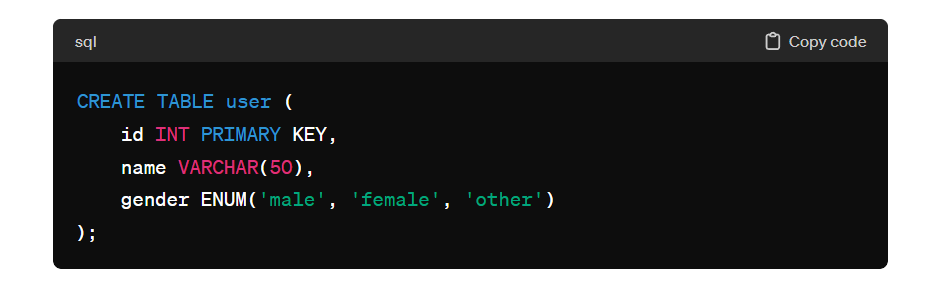 sql
Copy code
CREATE TABLE user (
    id INT PRIMARY KEY,
    name VARCHAR(50),
    gender ENUM('male', 'female', 'other')
);